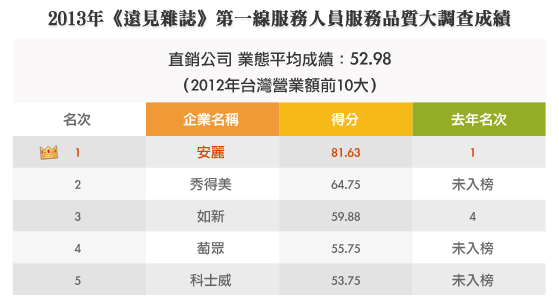 2013年《遠見雜誌》第一線服務人員服務品質大調查成績
直銷公司 業態平均成績：52.98
（2012年台灣營業額前10大）
名次 企業名稱 得分 去年名次
1 安麗 81.63 1
2 秀得美 64.75 未入榜
3 如新 59.88 4
4 萄眾 55.75 未入榜
5 科士威 53.75 未入榜